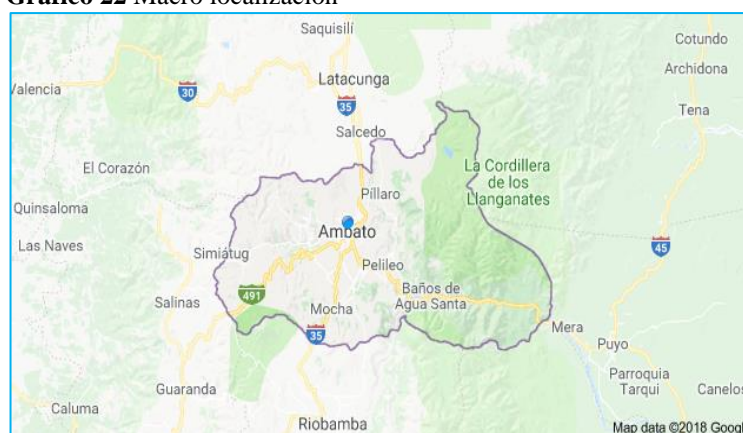 Gráfico 22 Macro localización
Saquisilí
Cotundo
Archidona
Valencia
30
Latacunga
35
Tena
Salcedo
El Corazón
La Cordillera
de los
Llanganates
Píllaro
Quinsaloma
Ambato
Las Naves
Simiátug
45
Pelileo
491
Baños de
Agua Santa
Salinas
Mocha
35
Mera
Puyo
Parroquia
Tarqui
Guaranda
Canelos
Caluma
Riobamba
Map data ©2018 Googl